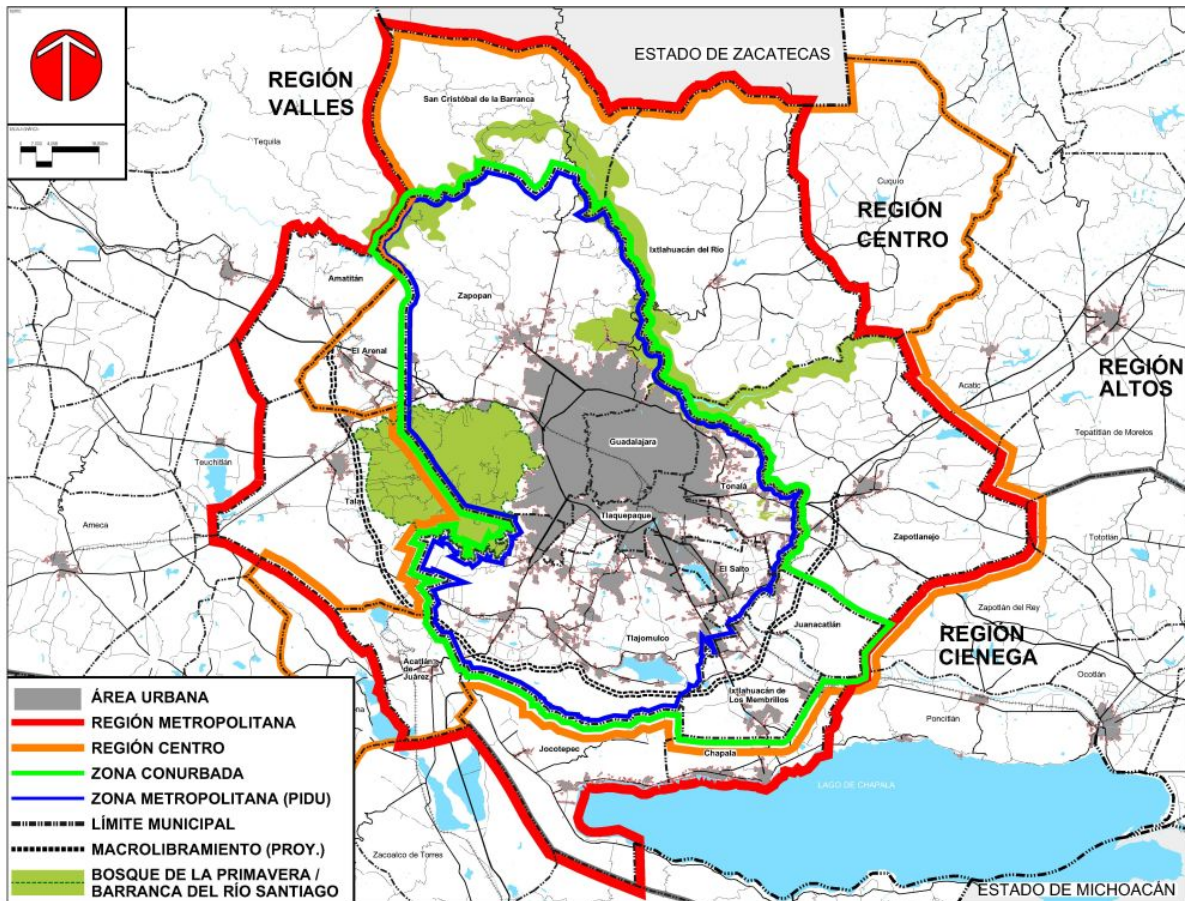 ESTADO DE ZACATECAS
REGIÓN
VALLES
San Cristóbal de la Barranca
Tequila
Cuquío
REGIÓN
CENTRO
Ixtlahuacán del Río
Amatitán
Zapopan
El Arenal
REGIÓN
ALTOS
Acatic
Tepatitlán de Morelos
Guadalajara
Teuchitlán
Tala
Tonalá
Tlaquepaque
Ameca
Zapotlanejo
Tototlán
El Salto
Zapotlán del Rey
Juanacatlán
REGIÓN
CIENEGA
Tlajomulco
Acatlán
de
Juárez
Ixtlahuacán de
Los Membrillos
Ocotlán
Poncitlán
Jocotepec
Chapala
LAGO DE CHAPALA
Zacoalco de Torres
ESTADO DE MICHOACÁN
ÁREA URBANA
REGIÓN METROPOLITANA
REGIÓN CENTRO
ZONA CONURBADA
ZONA METROPOLITANA (PIDU)
LÍMITE MUNICIPAL
MACROLIBRAMIENTO (PROY.)
BOSQUE DE LA PRIMAVERA /
BARRANCA DEL RÍO SANTIAGO